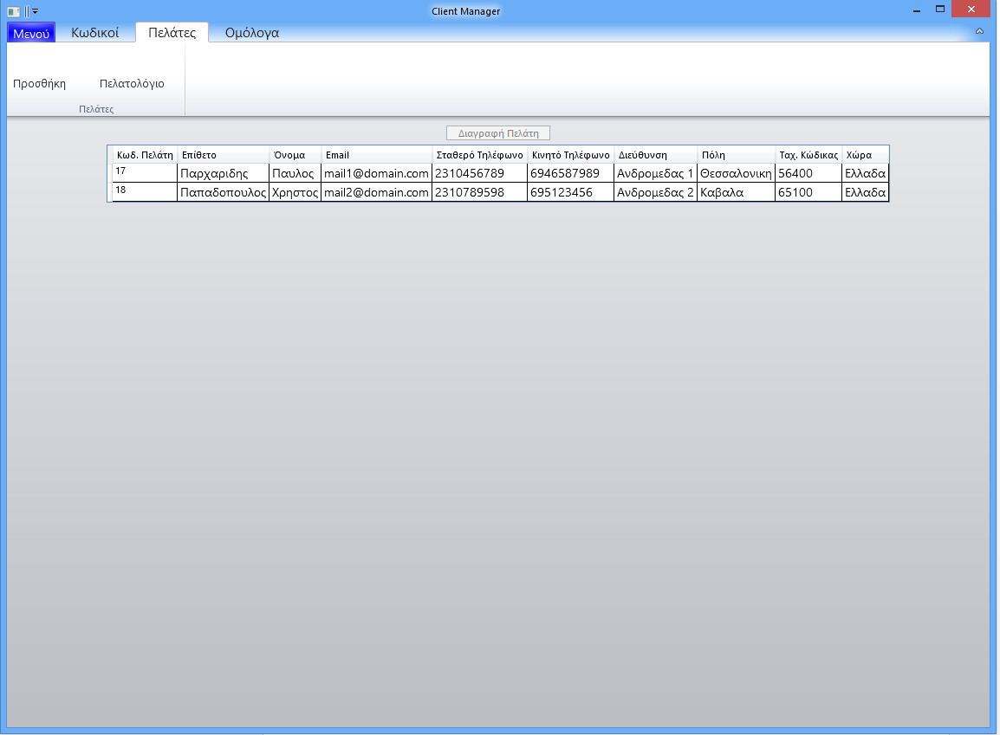 Client Manager
Μενού Κωδικοί Πελάτες Ομόλογα
Προσθήκη Πελατολόγιο
Πελάτες
Διαγραφή Πελάτη
Κωδ. Πελάτη Επίθετο Όνομα Email Σταθερό Τηλέφωνο Κινητό Τηλέφωνο Διεύθυνση Πόλη Ταχ. Κώδικας Χώρα
17 Παρχαριδης Παυλος mail1@domain.com 2310456789 6946587989 Ανδρομεδας 1 Θεσσαλονικη 56400 Ελλαδα
18 Παπαδοπουλος Χρηστος mail2@domain.com 2310789598 695123456 Ανδρομεδας 2 Καβαλα 65100 Ελλαδα